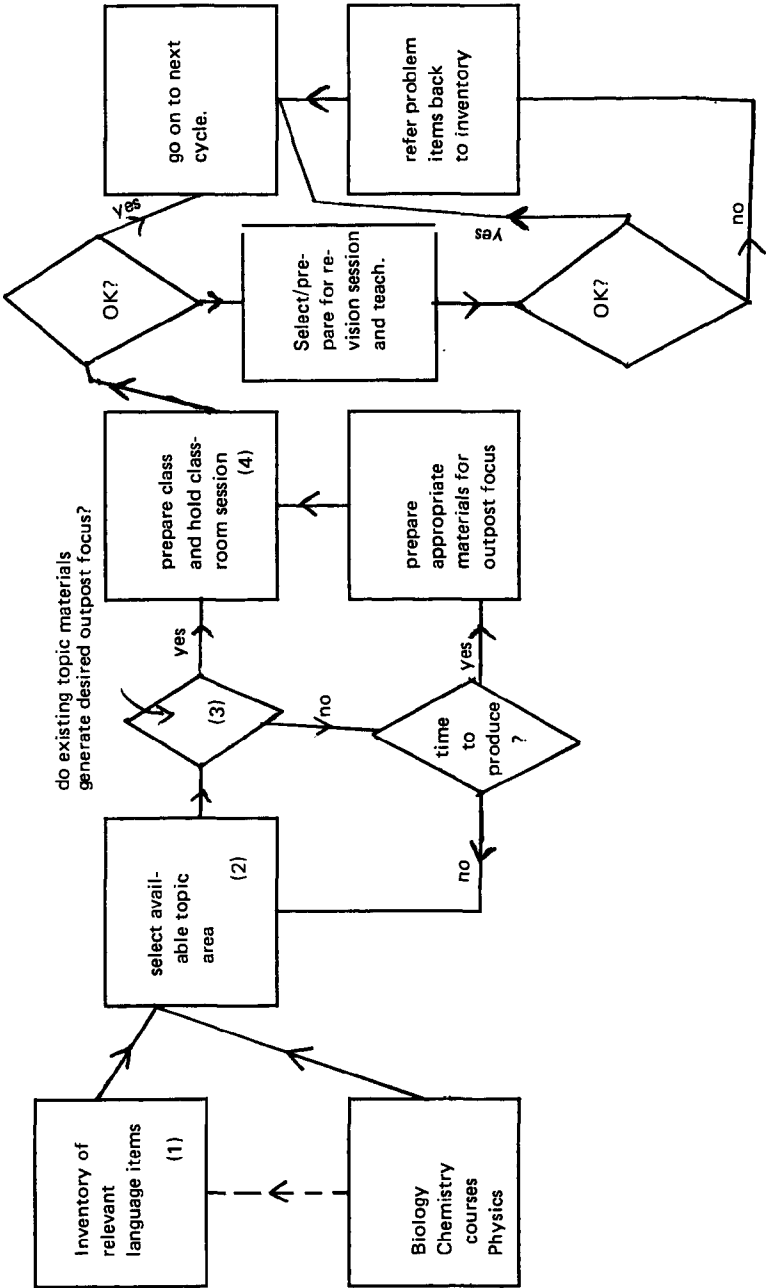 Inventory of
relevant
language items
(1)
Biology
Chemistry
courses
Physics
select avail-
able topic
area
(2)
do existing topic materials
generate desired outpost focus?
(3)
yes
no
time
to
produce
?
yes
no
prepare class
and hold class-
room session
(4)
prepare
appropriate
materials for
outpost focus
OK?
yes
Select/pre-
pare for re-
vision session
and teach.
OK?
yes
no
go on to next
cycle.
refer problem
items back
to inventory